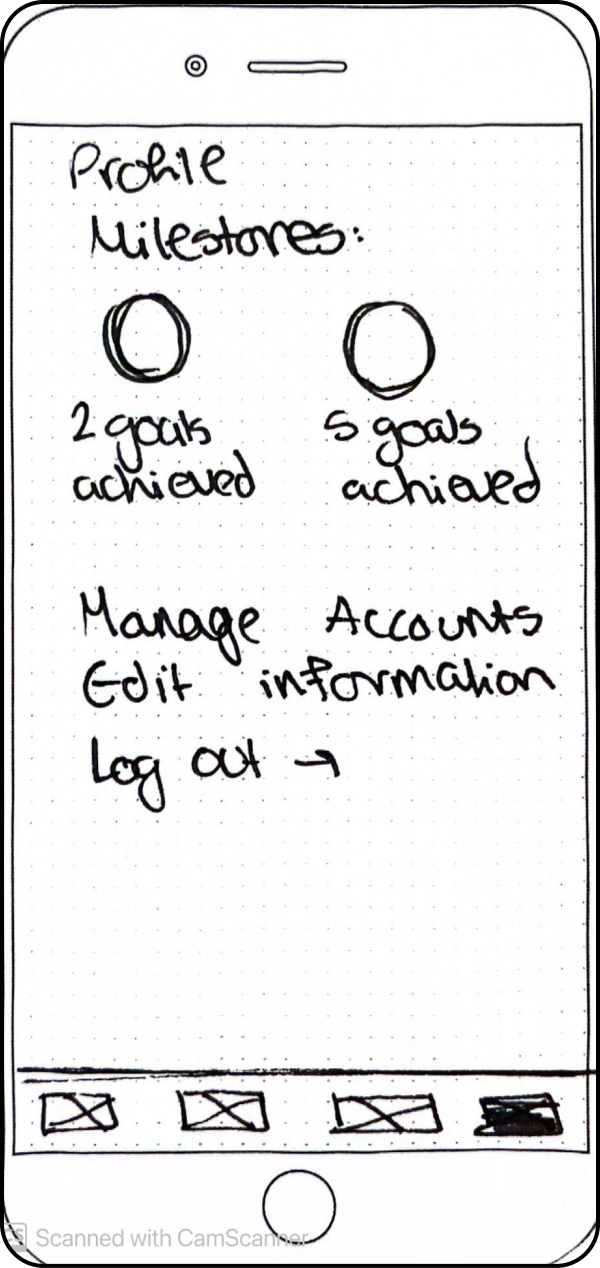 Profile
Milestones:
2 goals
achieved
5 goals
achieved
Manage Accounts
Edit information
Log out →
Scanned with CamScanner